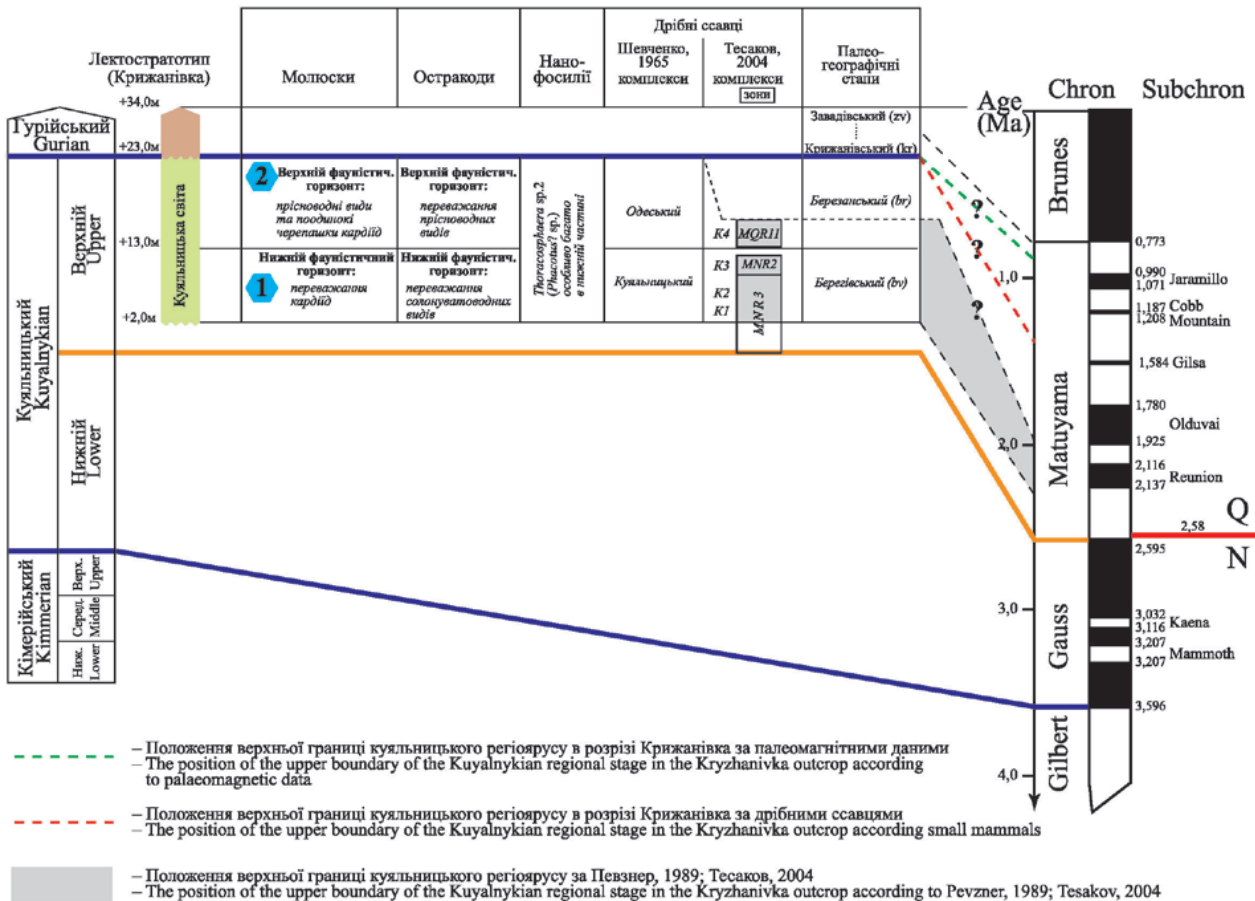 Лектостратотип
(Крижанівка)
Молюски
Остракоди
Нано-
фосилії
Дрібні ссавці
Шевченко,
1965
комплекси
Тесаков,
2004
комплекси
зони
Палео-
географічні
етапи
Age
(Ma)
Chron
Subchron
+34,0м
Гурійський
Gurian
+23,0м
+13,0м
+2,0м
Куяльницький
Kuyalnykian
Верхній
Upper
Нижній
Lower
Кімерійський
Kimmerian
Верх.
Upper
Серед.
Middle
Ниж.
Lower
Куяльницька світа
2
Верхній фауністич.
горизонт:
прісноводні види
та поодинокі
черепашки кардіїд
1
Нижній фауністичний
горизонт:
переважання
кардіїд
Верхній фауністич.
горизонт:
переважання
прісноводних
видів
Нижній фауністич.
горизонт:
переважання
солонуватоводних
видів
Thoracosphaera sp.2
(Phacotus? sp.)
особливо багато
в нижній частині
Одеський
Куяльницький
K4
MQR11
K3
MNR2
K2
K1
MNR3
Завадівський (zv)
Крижанівський (kr)
Березанський (br)
Берегівський (bv)
?
?
?
1,0
2,0
3,0
4,0
Brunes
Matuyama
Gauss
Gilbert
0,773
0,990
1,071
Jaramillo
1,187
1,208
Cobb
Mountain
1,584
Gilsa
1,780
Olduvai
1,925
2,116
2,137
Reunion
2,58
Q
N
2,595
3,032
3,116
Kaena
3,207
3,207
Mammoth
3,596
– Положення верхньої границі куяльницького регіоярусу в розрізі Крижанівка за палеомагнітними даними
– The position of the upper boundary of the Kuyalnykian regional stage in the Kryzhanivka outcrop according
to palaeomagnetic data
– Положення верхньої границі куяльницького регіоярусу в розрізі Крижанівка за дрібними ссавцями
– The position of the upper boundary of the Kuyalnykian regional stage in the Kryzhanivka outcrop according small mammals
– Положення верхньої границі куяльницького регіоярусу за Певзнер, 1989; Тесаков, 2004
– The position of the upper boundary of the Kuyalnykian regional stage in the Kryzhanivka outcrop according to Pevzner, 1989; Tesakov, 2004